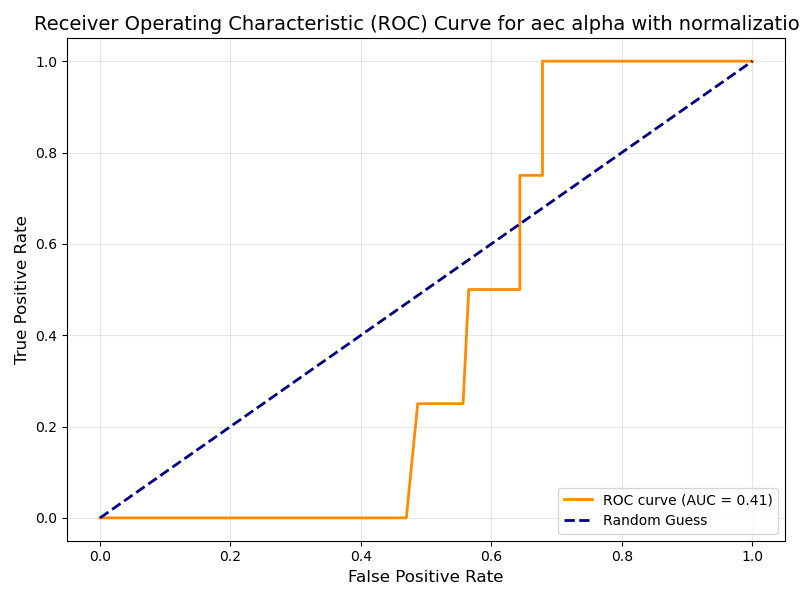 Receiver Operating Characteristic (ROC) Curve for aec alpha with normalizatio
1.0
0.8
0.6
0.4
0.2
0.0
True Positive Rate
0.0 0.2 0.4 0.6 0.8 1.0
False Positive Rate
ROC curve (AUC = 0.41)
Random Guess